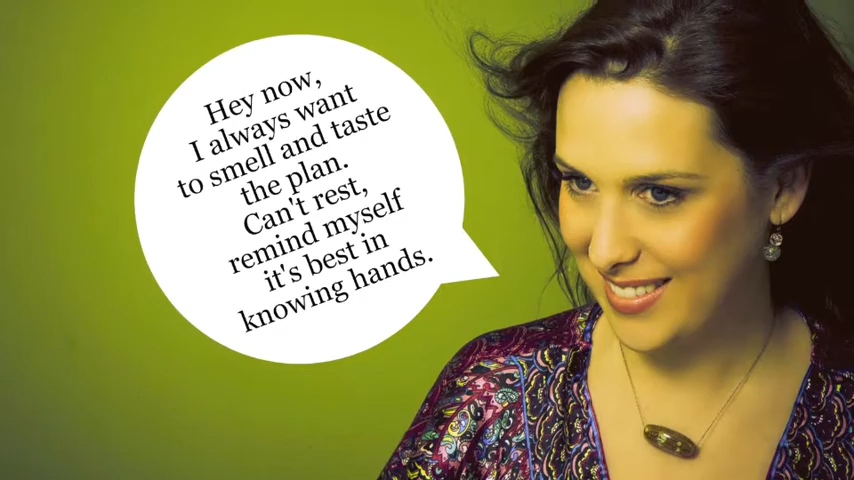 Hey now,
I always want
to smell and taste
the plan.
Can't rest,
remind myself
it's best in
knowing hands.